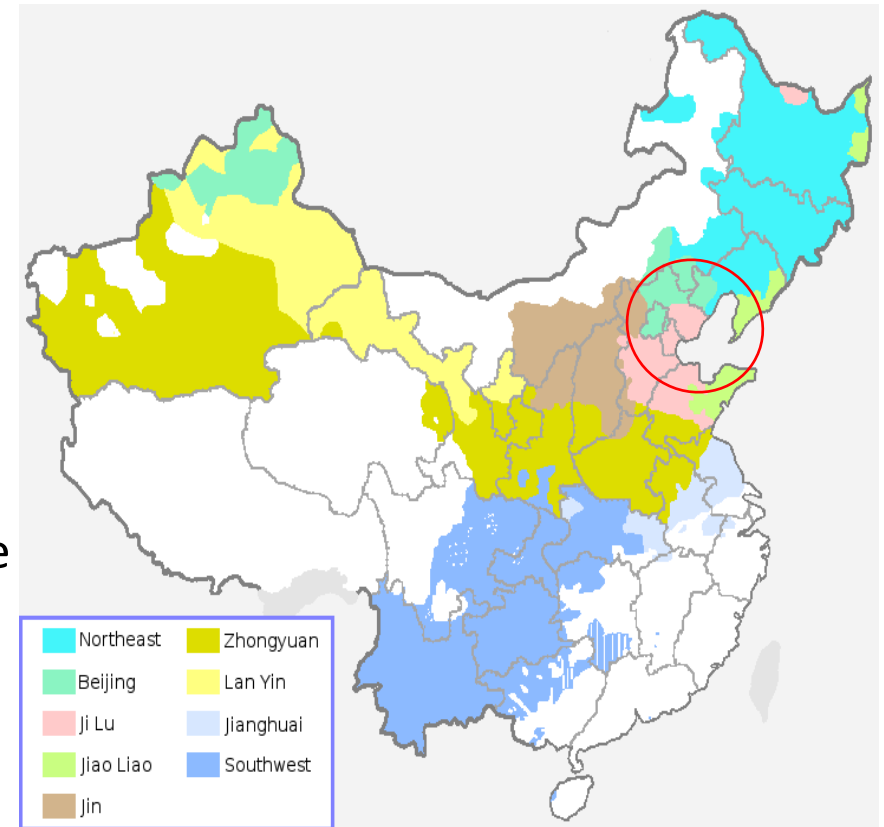 e
Northeast Zhongyuan
Beijing Lan Yin
Ji Lu Jianghuai
Jiao Liao Southwest
Jin